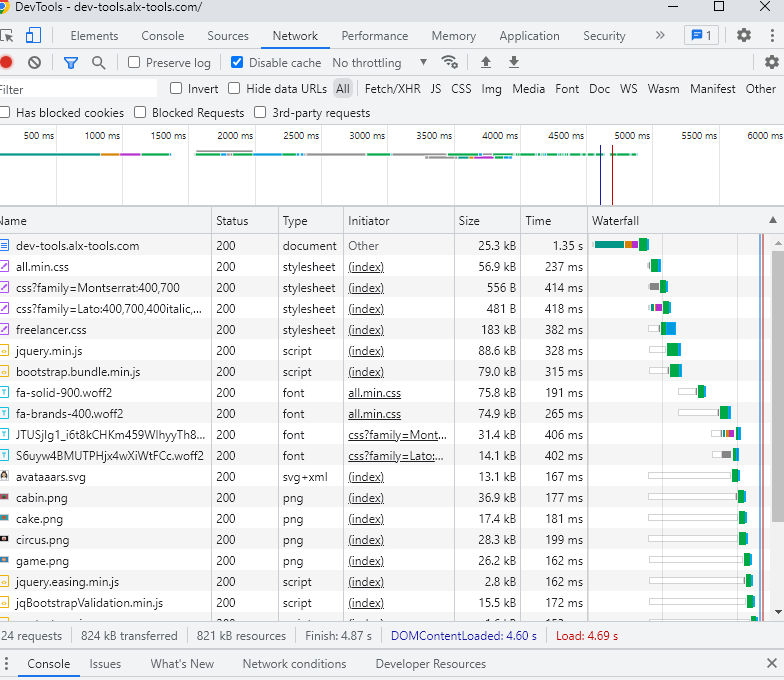 DevTools - dev-tools.alx-tools.com/
Elements Console Sources Network Performance Memory Application Security » 1
Preserve log Disable cache No throttling
Filter Invert Hide data URLs All Fetch/XHR JS CSS Img Media Font Doc WS Wasm Manifest Other
Has blocked cookies Blocked Requests 3rd-party requests
500 ms 1000 ms 1500 ms 2000 ms 2500 ms 3000 ms 3500 ms 4000 ms 4500 ms 5000 ms 5500 ms 6000 ms
Name Status Type Initiator Size Time Waterfall
dev-tools.alx-tools.com 200 document Other 25.3 kB 1.35 s
all.min.css 200 stylesheet (index) 56.9 kB 237 ms
css?family=Montserrat:400,700 200 stylesheet (index) 556 B 414 ms
css?family=Lato:400,700,400italic,... 200 stylesheet (index) 481 B 418 ms
freelancer.css 200 stylesheet (index) 183 kB 382 ms
jquery.min.js 200 script (index) 88.6 kB 328 ms
bootstrap.bundle.min.js 200 script (index) 79.0 kB 315 ms
fa-solid-900.woff2 200 font all.min.css 75.8 kB 191 ms
fa-brands-400.woff2 200 font all.min.css 74.9 kB 265 ms
JTUSjIg1_i6t8kCHKm459WlhyyTh8... 200 font css?family=Mont... 31.4 kB 406 ms
S6uyw4BMUTPHjx4wXiWtFCc.woff2 200 font css?family=Lato:... 14.1 kB 402 ms
avataaars.svg 200 svg+xml (index) 13.1 kB 167 ms
cabin.png 200 png (index) 36.9 kB 177 ms
cake.png 200 png (index) 17.4 kB 181 ms
circus.png 200 png (index) 28.3 kB 199 ms
game.png 200 png (index) 26.2 kB 162 ms
jquery.easing.min.js 200 script (index) 2.8 kB 162 ms
jqBootstrapValidation.min.js 200 script (index) 15.5 kB 172 ms
24 requests 824 kB transferred 821 kB resources Finish: 4.87 s DOMContentLoaded: 4.60 s Load: 4.69 s
Console Issues What's New Network conditions Developer Resources